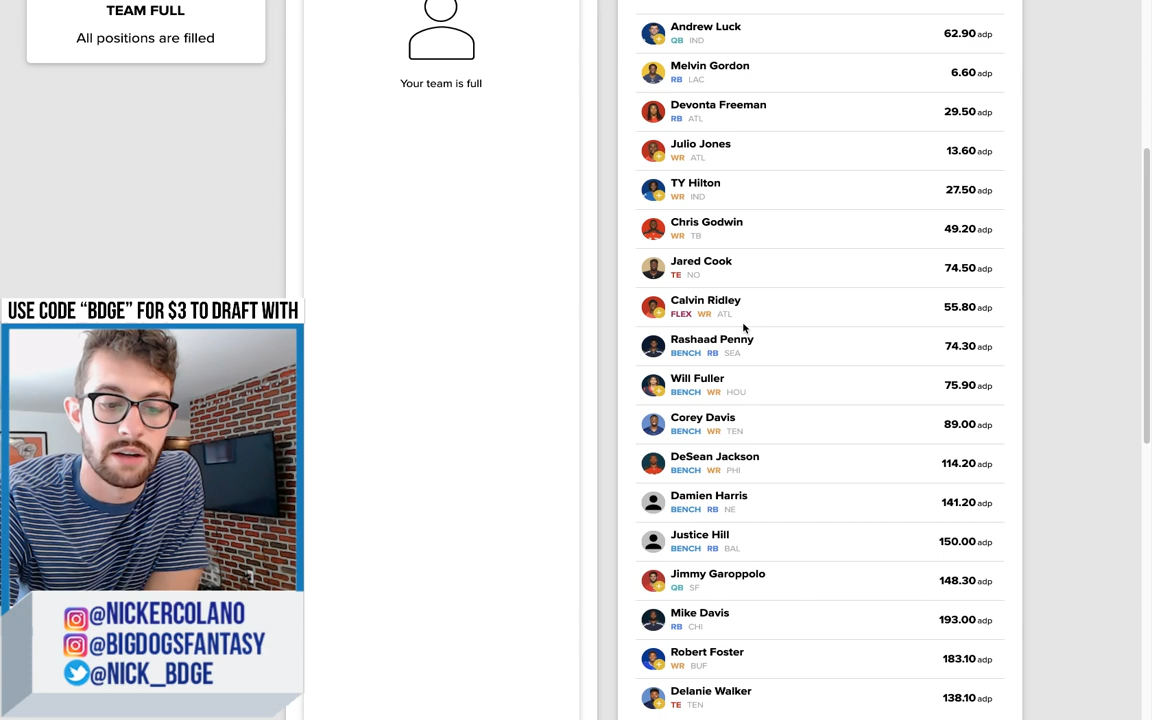 TEAM FULL
All positions are filled
Your team is full
Andrew Luck
QB IND
62.90 adp
Melvin Gordon
RB LAC
6.60 adp
Devonta Freeman
RB ATL
29.50 adp
Julio Jones
WR ATL
13.60 adp
TY Hilton
WR IND
27.50 adp
Chris Godwin
WR TB
49.20 adp
Jared Cook
TE NO
74.50 adp
Calvin Ridley
FLEX WR ATL
55.80 adp
Rashaad Penny
BENCH RB SEA
74.30 adp
Will Fuller
BENCH WR HOU
75.90 adp
Corey Davis
BENCH WR TEN
89.00 adp
DeSean Jackson
BENCH WR PHI
114.20 adp
Damien Harris
BENCH RB NE
141.20 adp
Justice Hill
BENCH RB BAL
150.00 adp
Jimmy Garoppolo
QB SF
148.30 adp
Mike Davis
RB CHI
193.00 adp
Robert Foster
WR BUF
183.10 adp
Delanie Walker
TE TEN
138.10 adp
USE CODE “BDGE” FOR $3 TO DRAFT WITH
@NICKERCOLANO
@BIGDOGSFANTASY
@NICK_BDGE